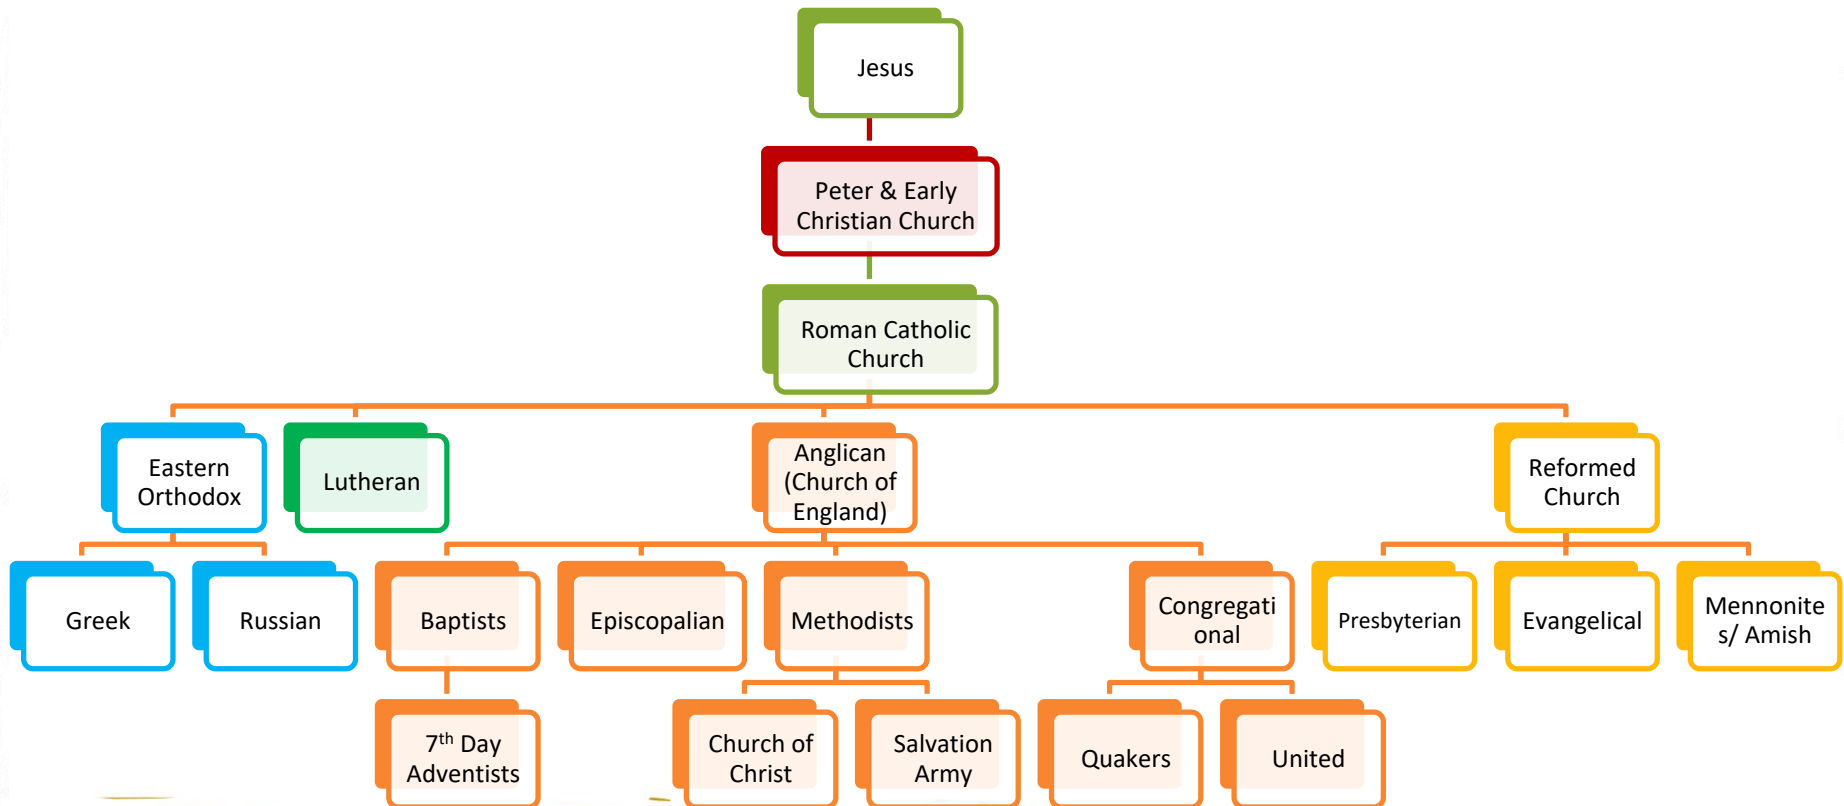 Jesus
Peter & Early
Christian Church
Roman Catholic
Church
Eastern
Orthodox
Lutheran
Anglican
(Church of
England)
Reformed
Church
Greek
Russian
Baptists
Episcopalian
Methodists
Congregati
onal
Presbyterian
Evangelical
Mennonite
s/ Amish
7th Day
Adventists
Church of
Christ
Salvation
Army
Quakers
United